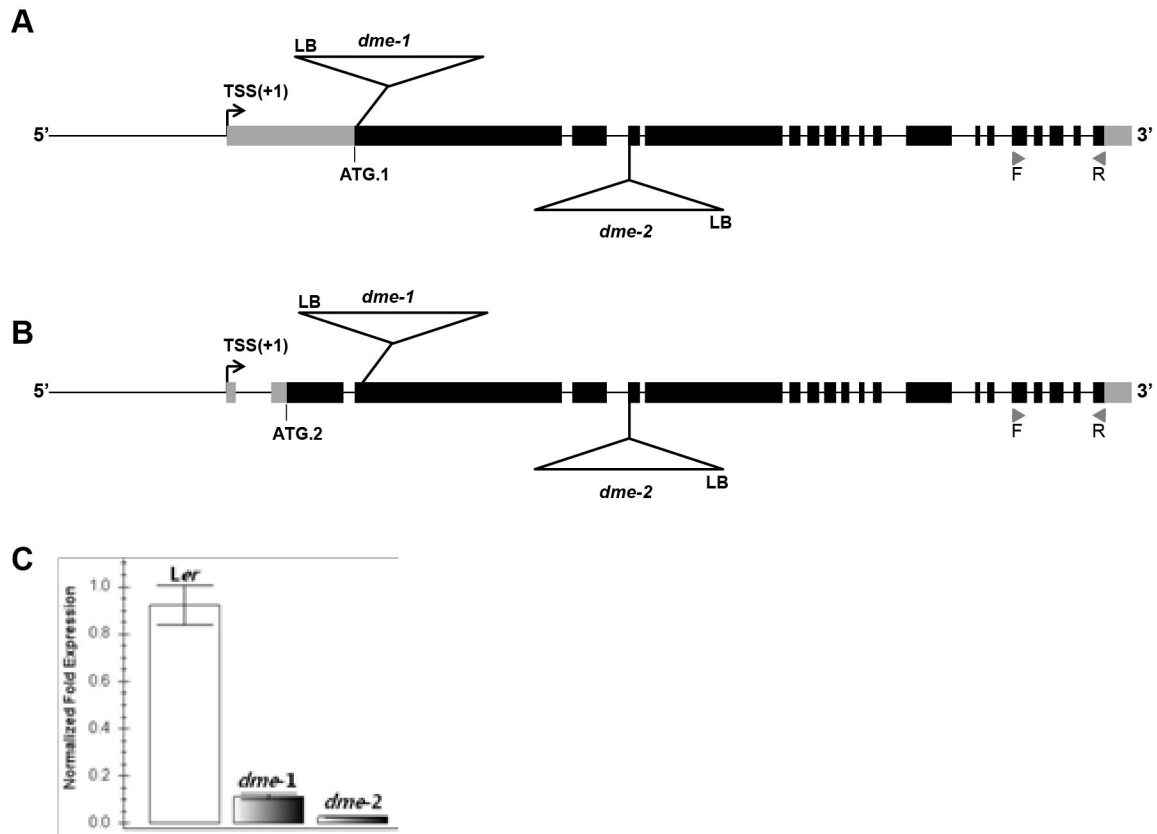 A
LB dme-1
TSS(+1)
5’ 3’
ATG.1
F R
dme-2 LB
B
LB dme-1
TSS(+1)
5’ 3’
ATG.2
F R
dme-2 LB
C
Normalized Fold Expression
1.0
0.8
0.6
0.4
0.2
0.0
Ler
dme-1
dme-2